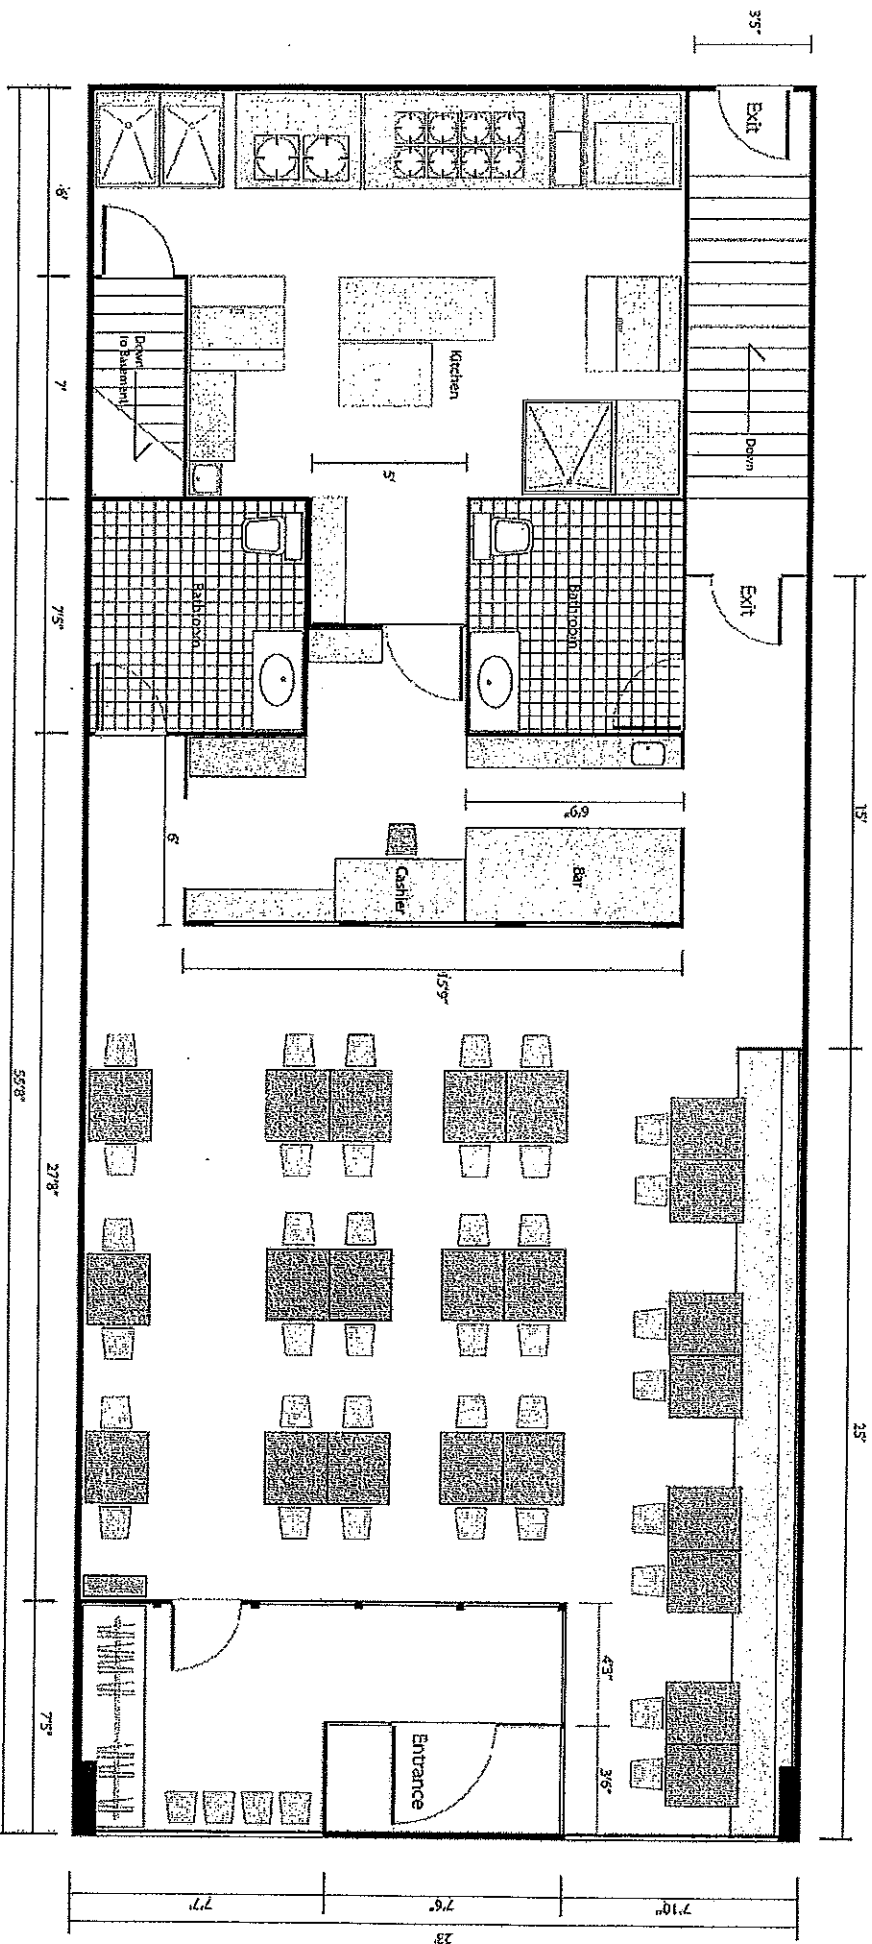 3'5"
Exit
Down
Exit
15'
25'
'6'
7'
7'5"
27'8"
7'5"
55'8"
Down
to Basement
Kitchen
5'
Bathroom
Bathroom
6'
6'9"
Bar
Cashier
15'9"
4'3"
3'6"
Entrance
7'7"
7'6"
7'10"
23'